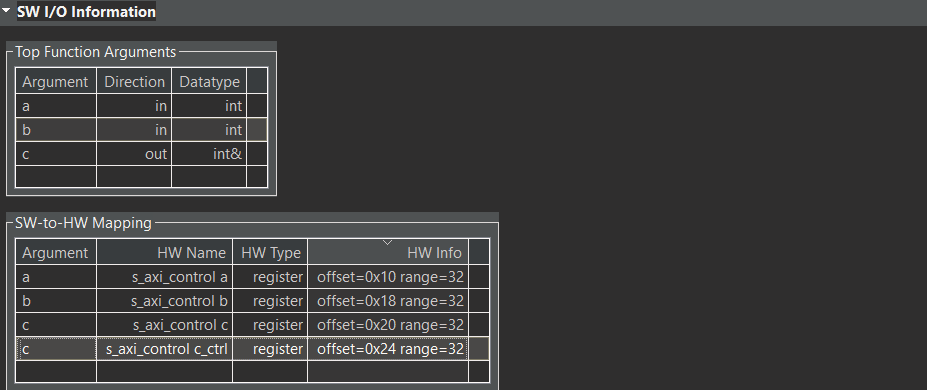 SW I/O Information
Top Function Arguments
Argument Direction Datatype
a in int
b in int
c out int&
SW-to-HW Mapping
Argument HW Name HW Type HW Info
a s_axi_control a register offset=0x10 range=32
b s_axi_control b register offset=0x18 range=32
c s_axi_control c register offset=0x20 range=32
c s_axi_control c_ctrl register offset=0x24 range=32